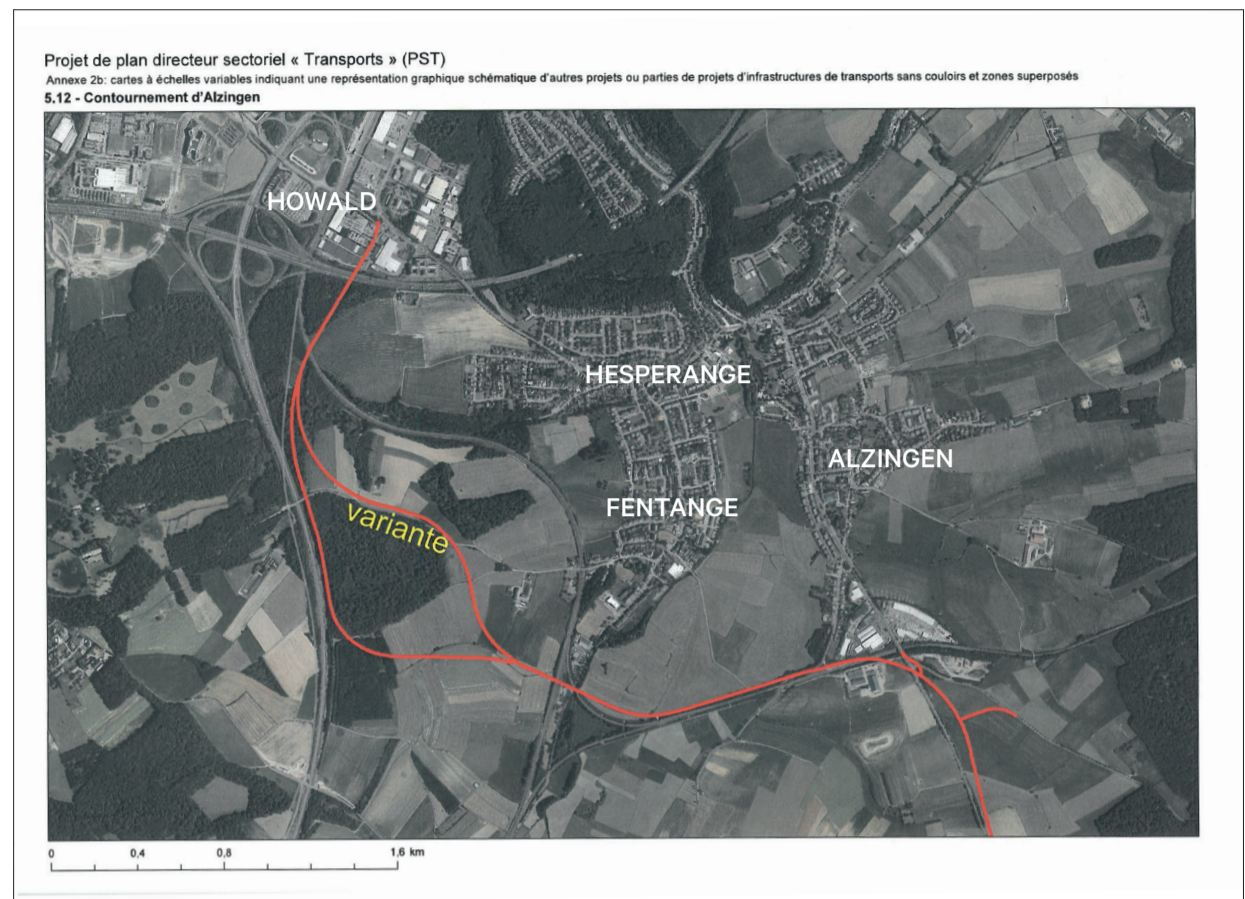 Projet de plan directeur sectoriel « Transports » (PST)
Annexe 2b: cartes à échelles variables indiquant une représentation graphique schématique d'autres projets ou parties de projets d'infrastructures de transports sans couloirs et zones superposés
5.12 - Contournement d'Alzingen
HOWALD
HESPERANGE
ALZINGEN
FENTANGE
variante
0 0,4 0,8 1,6 km